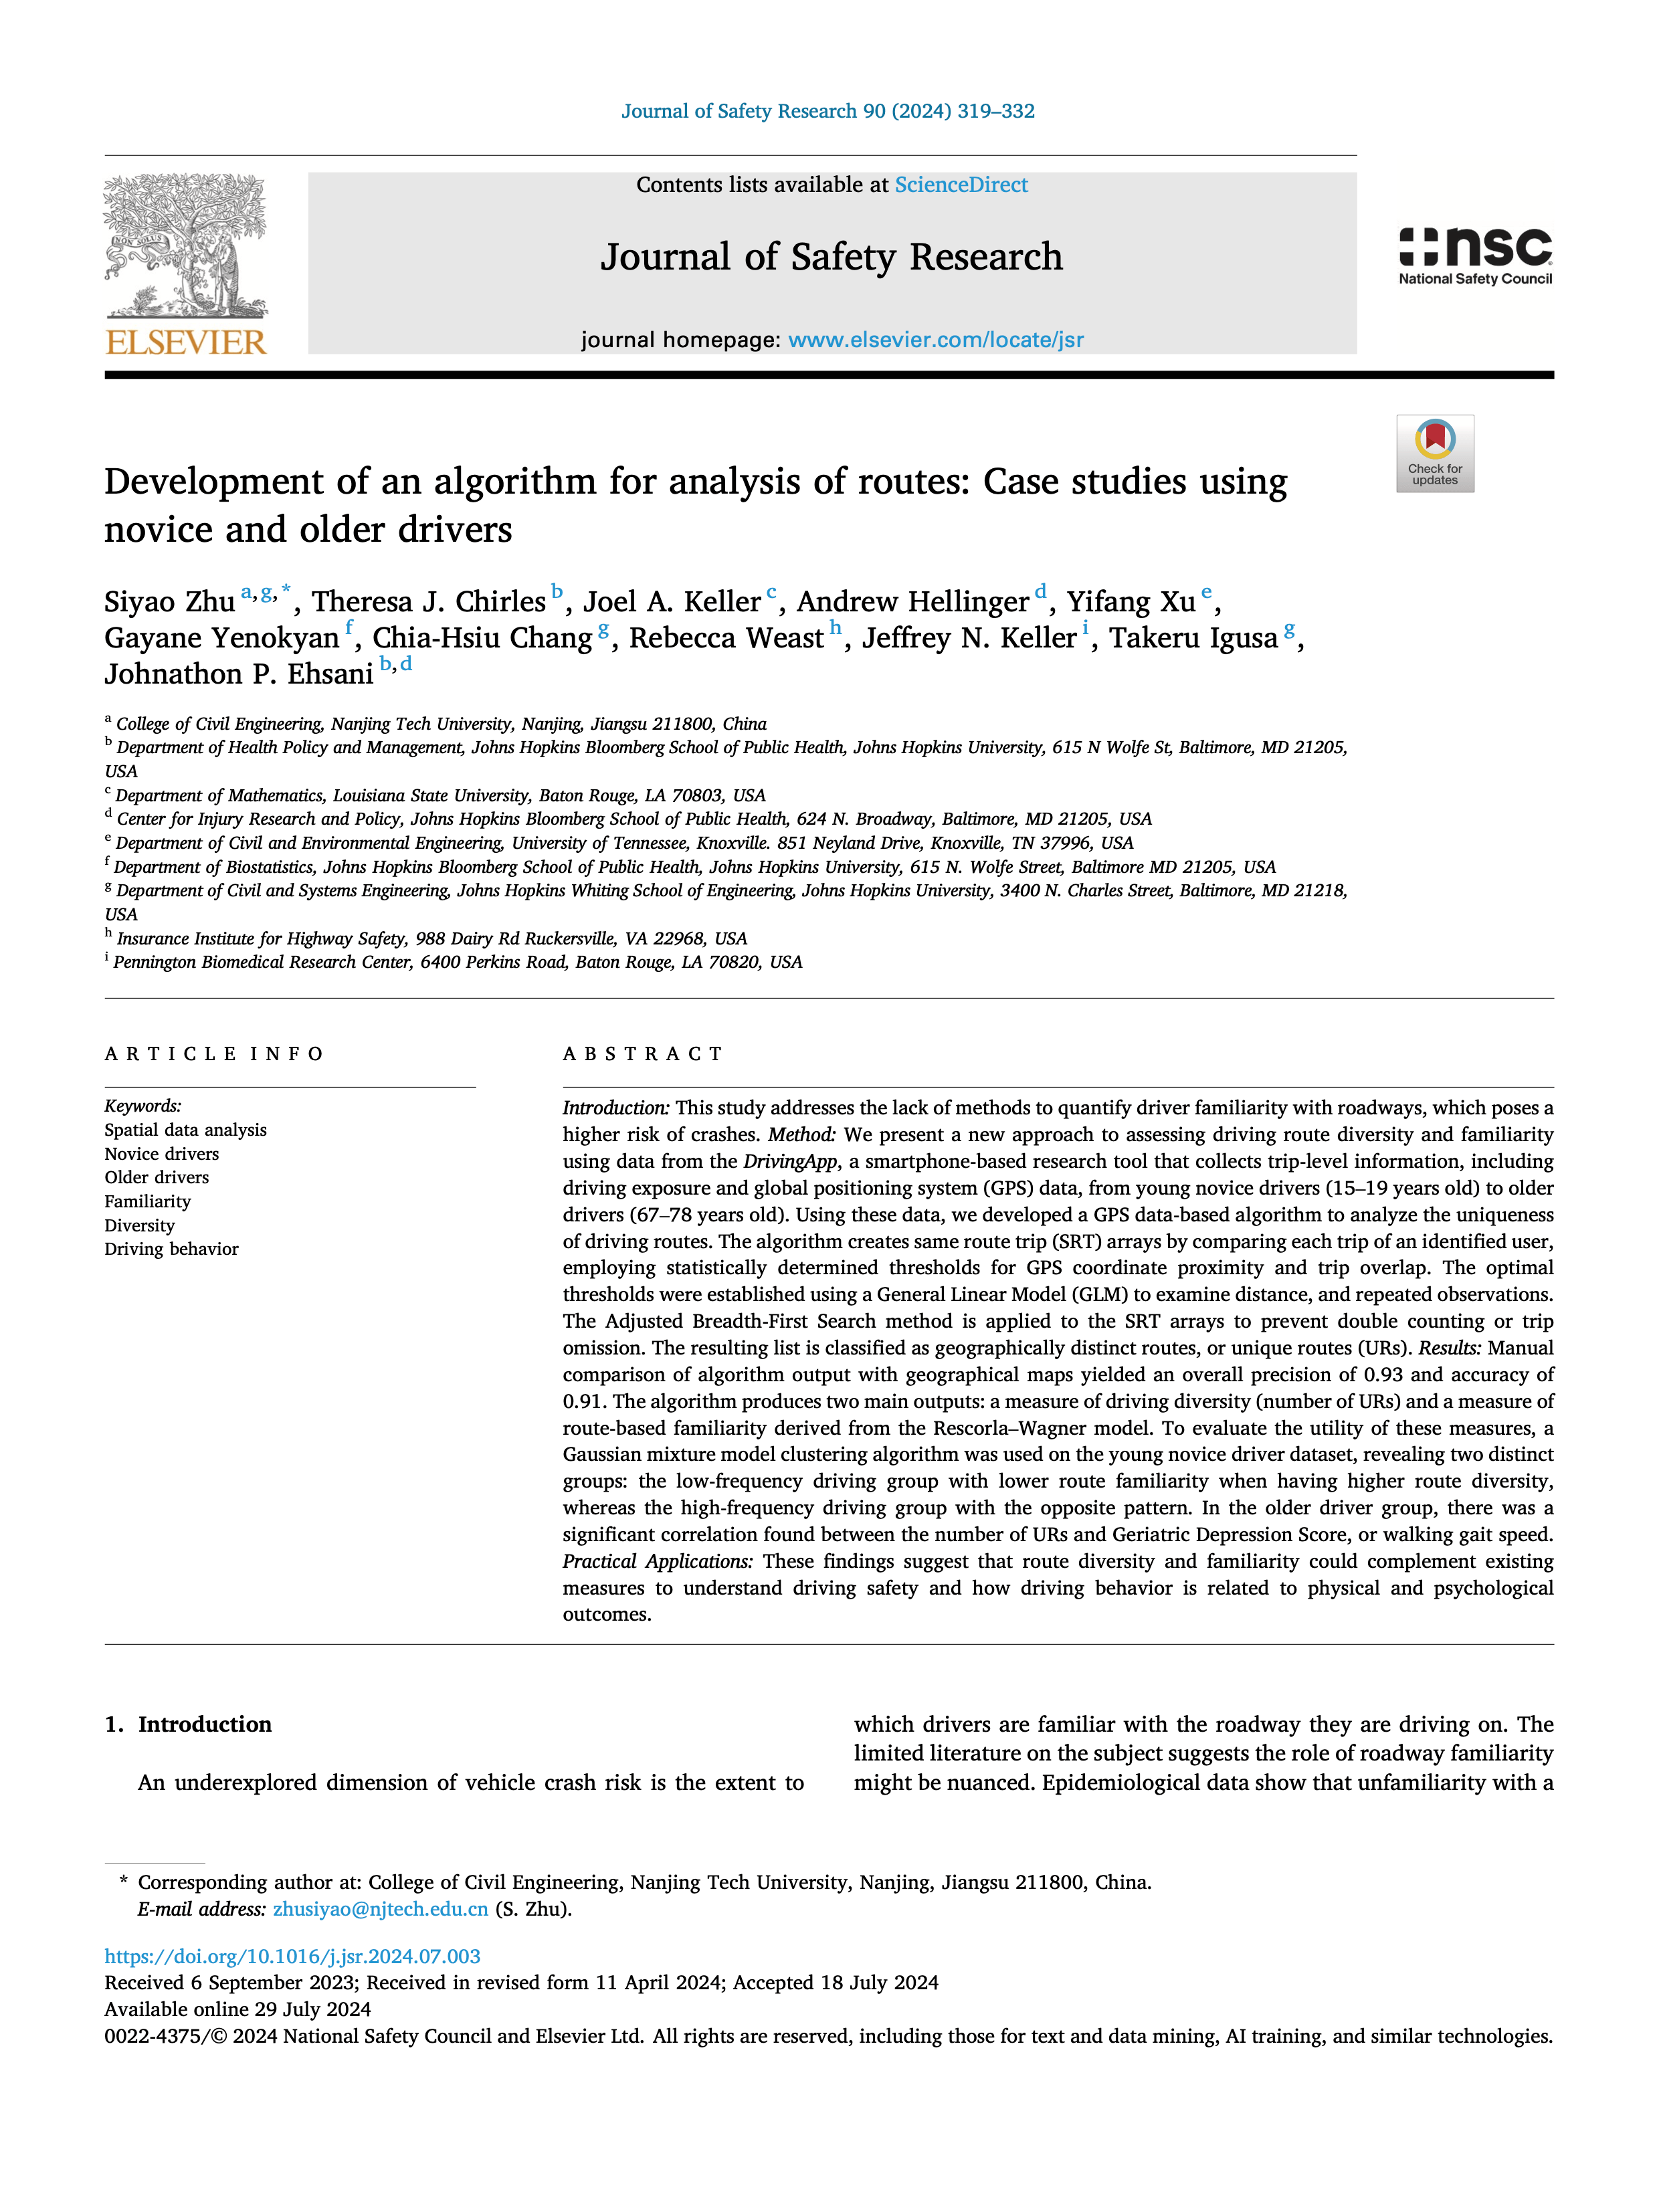 Journal of Safety Research 90 (2024) 319–332
Contents lists available at ScienceDirect
Journal of Safety Research
journal homepage: www.elsevier.com/locate/jsr
NON SOLUS
ELSEVIER
nsc
National Safety Council
Check for
updates
Development of an algorithm for analysis of routes: Case studies using
novice and older drivers
Siyao Zhu a,g,*, Theresa J. Chirles b, Joel A. Keller c, Andrew Hellinger d, Yifang Xu e,
Gayane Yenokyan f, Chia-Hsiu Chang g, Rebecca Weast h, Jeffrey N. Keller i, Takeru Igusa g,
Johnathon P. Ehsani b,d
a College of Civil Engineering, Nanjing Tech University, Nanjing, Jiangsu 211800, China
b Department of Health Policy and Management, Johns Hopkins Bloomberg School of Public Health, Johns Hopkins University, 615 N Wolfe St, Baltimore, MD 21205,
USA
c Department of Mathematics, Louisiana State University, Baton Rouge, LA 70803, USA
d Center for Injury Research and Policy, Johns Hopkins Bloomberg School of Public Health, 624 N. Broadway, Baltimore, MD 21205, USA
e Department of Civil and Environmental Engineering, University of Tennessee, Knoxville. 851 Neyland Drive, Knoxville, TN 37996, USA
f Department of Biostatistics, Johns Hopkins Bloomberg School of Public Health, Johns Hopkins University, 615 N. Wolfe Street, Baltimore MD 21205, USA
g Department of Civil and Systems Engineering, Johns Hopkins Whiting School of Engineering, Johns Hopkins University, 3400 N. Charles Street, Baltimore, MD 21218,
USA
h Insurance Institute for Highway Safety, 988 Dairy Rd Ruckersville, VA 22968, USA
i Pennington Biomedical Research Center, 6400 Perkins Road, Baton Rouge, LA 70820, USA
ARTICLE INFO
Keywords:
Spatial data analysis
Novice drivers
Older drivers
Familiarity
Diversity
Driving behavior
ABSTRACT
Introduction: This study addresses the lack of methods to quantify driver familiarity with roadways, which poses a
higher risk of crashes. Method: We present a new approach to assessing driving route diversity and familiarity
using data from the DrivingApp, a smartphone-based research tool that collects trip-level information, including
driving exposure and global positioning system (GPS) data, from young novice drivers (15–19 years old) to older
drivers (67–78 years old). Using these data, we developed a GPS data-based algorithm to analyze the uniqueness
of driving routes. The algorithm creates same route trip (SRT) arrays by comparing each trip of an identified user,
employing statistically determined thresholds for GPS coordinate proximity and trip overlap. The optimal
thresholds were established using a General Linear Model (GLM) to examine distance, and repeated observations.
The Adjusted Breadth-First Search method is applied to the SRT arrays to prevent double counting or trip
omission. The resulting list is classified as geographically distinct routes, or unique routes (URs). Results: Manual
comparison of algorithm output with geographical maps yielded an overall precision of 0.93 and accuracy of
0.91. The algorithm produces two main outputs: a measure of driving diversity (number of URs) and a measure of
route-based familiarity derived from the Rescorla–Wagner model. To evaluate the utility of these measures, a
Gaussian mixture model clustering algorithm was used on the young novice driver dataset, revealing two distinct
groups: the low-frequency driving group with lower route familiarity when having higher route diversity,
whereas the high-frequency driving group with the opposite pattern. In the older driver group, there was a
significant correlation found between the number of URs and Geriatric Depression Score, or walking gait speed.
Practical Applications: These findings suggest that route diversity and familiarity could complement existing
measures to understand driving safety and how driving behavior is related to physical and psychological
outcomes.
1. Introduction
An underexplored dimension of vehicle crash risk is the extent to
which drivers are familiar with the roadway they are driving on. The
limited literature on the subject suggests the role of roadway familiarity
might be nuanced. Epidemiological data show that unfamiliarity with a
* Corresponding author at: College of Civil Engineering, Nanjing Tech University, Nanjing, Jiangsu 211800, China.
E-mail address: zhusiyao@njtech.edu.cn (S. Zhu).
https://doi.org/10.1016/j.jsr.2024.07.003
Received 6 September 2023; Received in revised form 11 April 2024; Accepted 18 July 2024
Available online 29 July 2024
0022-4375/© 2024 National Safety Council and Elsevier Ltd. All rights are reserved, including those for text and data mining, AI training, and similar technologies.